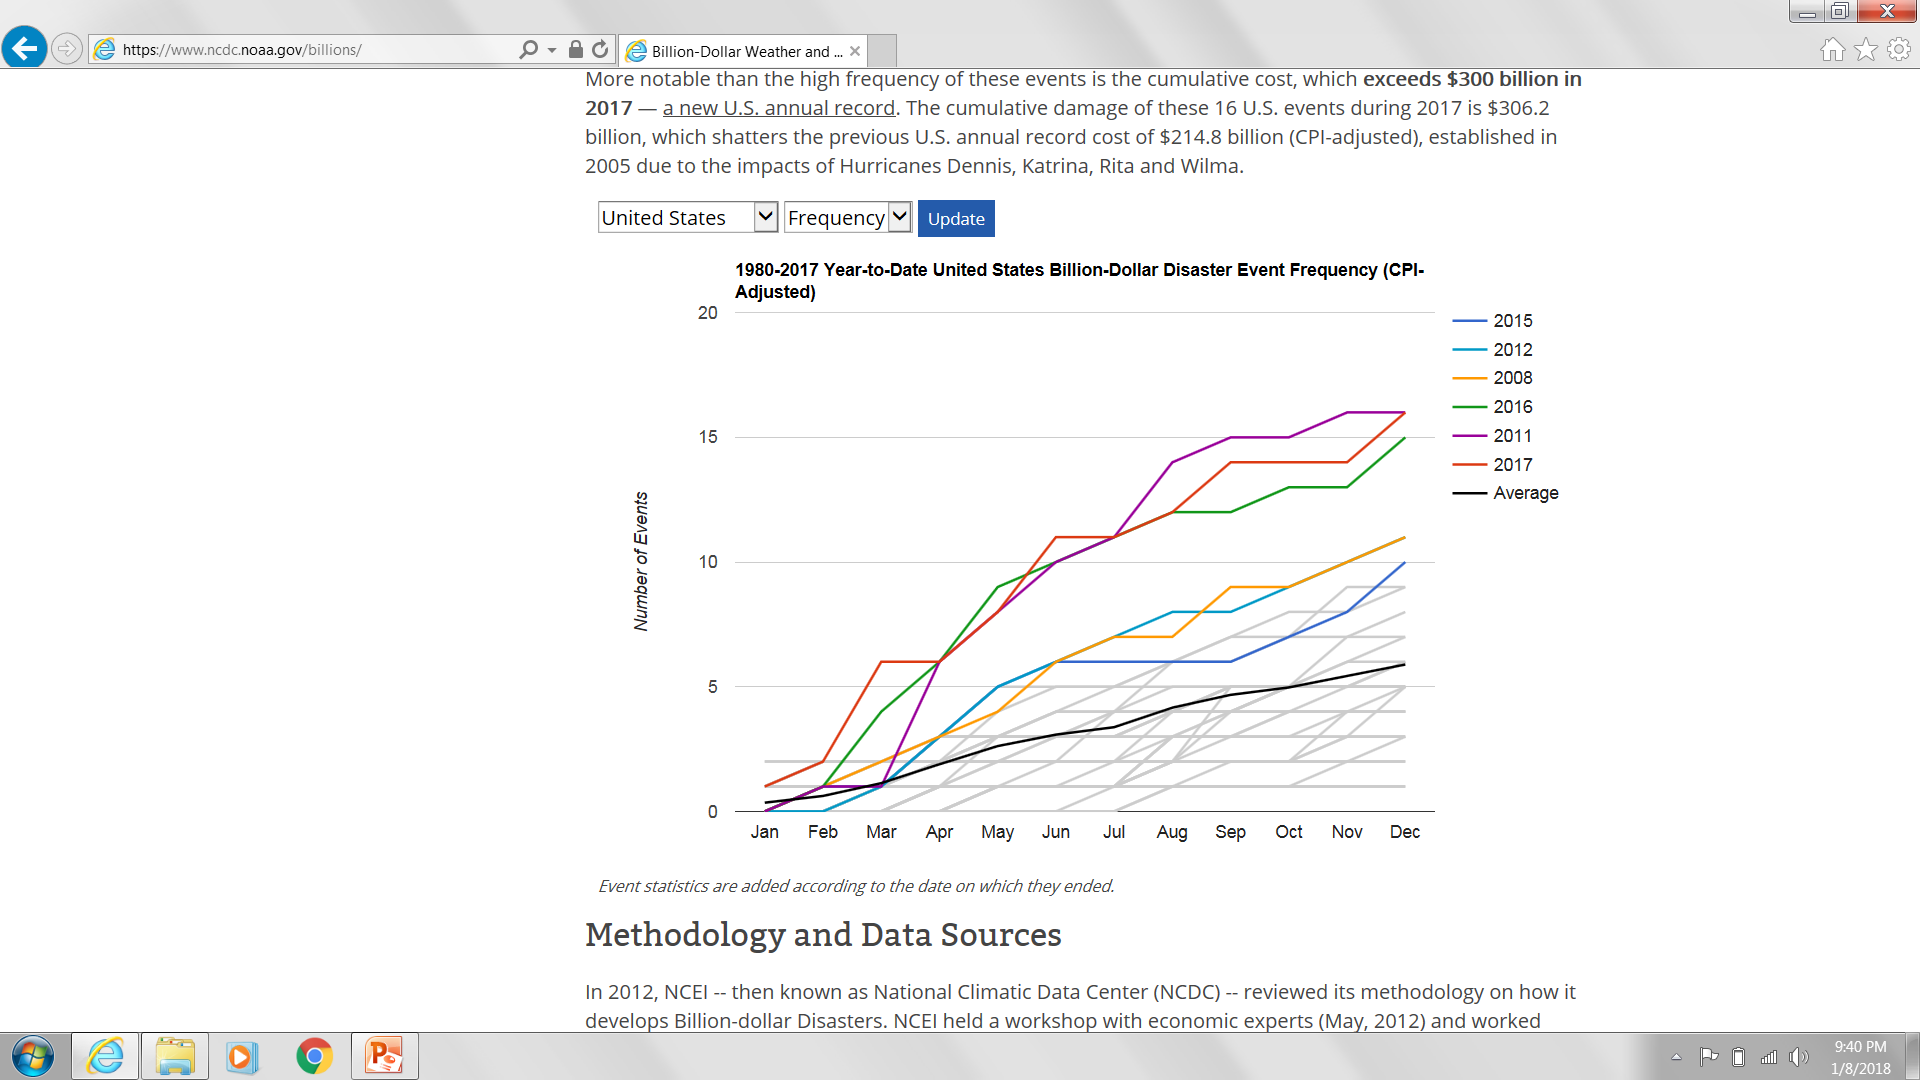 https://www.ncdc.noaa.gov/billions/
Billion-Dollar Weather and ...
More notable than the high frequency of these events is the cumulative cost, which exceeds $300 billion in
2017 — a new U.S. annual record. The cumulative damage of these 16 U.S. events during 2017 is $306.2
billion, which shatters the previous U.S. annual record cost of $214.8 billion (CPI-adjusted), established in
2005 due to the impacts of Hurricanes Dennis, Katrina, Rita and Wilma.
United States Frequency Update
1980-2017 Year-to-Date United States Billion-Dollar Disaster Event Frequency (CPI-
Adjusted)
20
15
10
5
0
Number of Events
Jan Feb Mar Apr May Jun Jul Aug Sep Oct Nov Dec
2015
2012
2008
2016
2011
2017
Average
Event statistics are added according to the date on which they ended.
Methodology and Data Sources
In 2012, NCEI -- then known as National Climatic Data Center (NCDC) -- reviewed its methodology on how it
develops Billion-dollar Disasters. NCEI held a workshop with economic experts (May, 2012) and worked
9:40 PM
1/8/2018